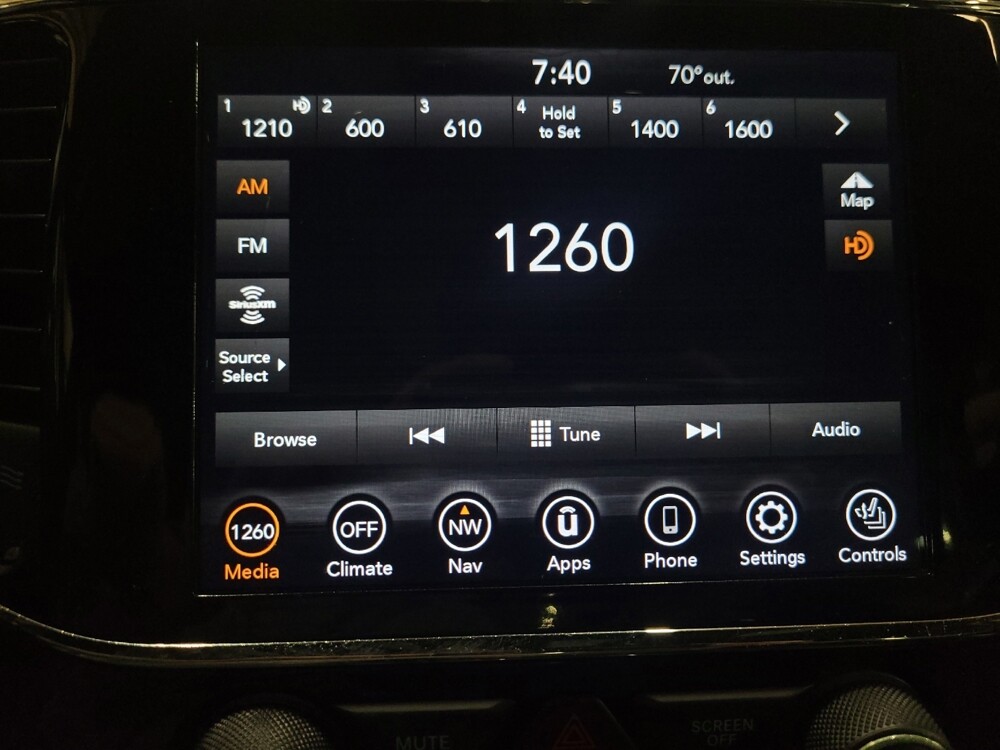 7:40 70°out.
1 HD 2 3 4 Hold 5 6
1210 600 610 to Set 1400 1600
AM
Map
FM
1260
HD
SiriusXM
Source
Select
Browse Tune Audio
1260 OFF NW ū
Media Climate Nav Apps Phone Settings Controls
MUTE
SCREEN
OFF